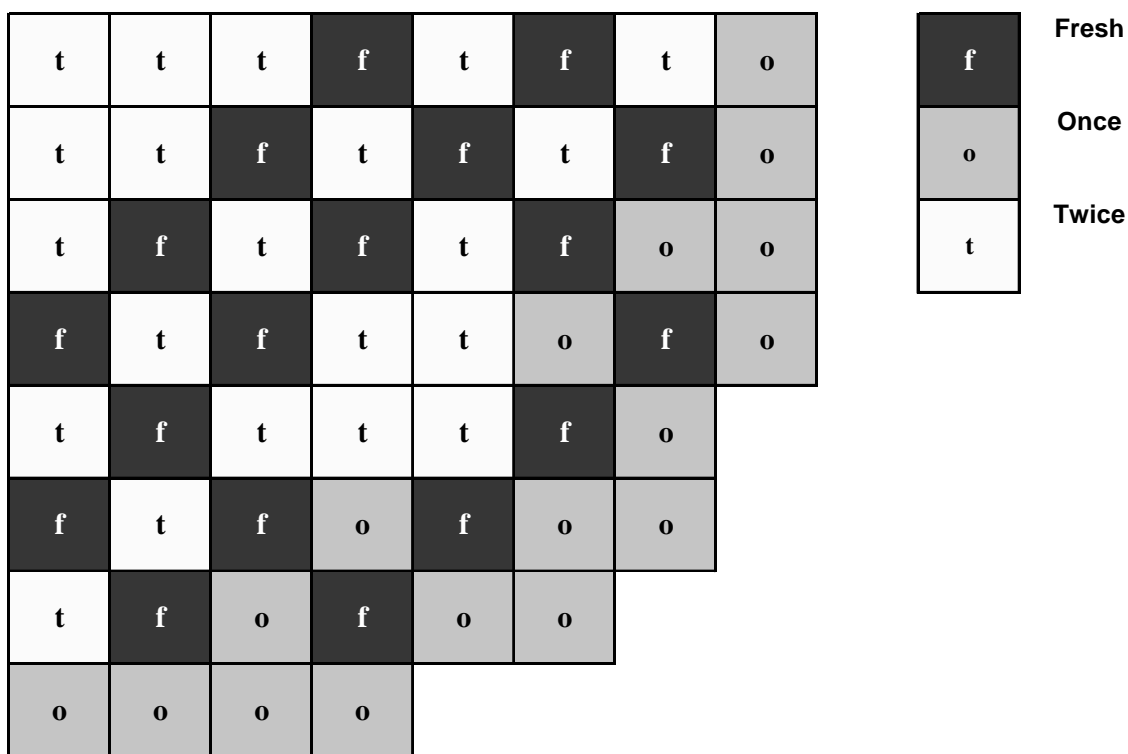 t t t f t f t o
t t f t f t f o
t f t f t f o o
f t f t t o f o
t f t t t f o
f t f o f o o
t f o f o o
o o o o
f Fresh
o Once
t Twice